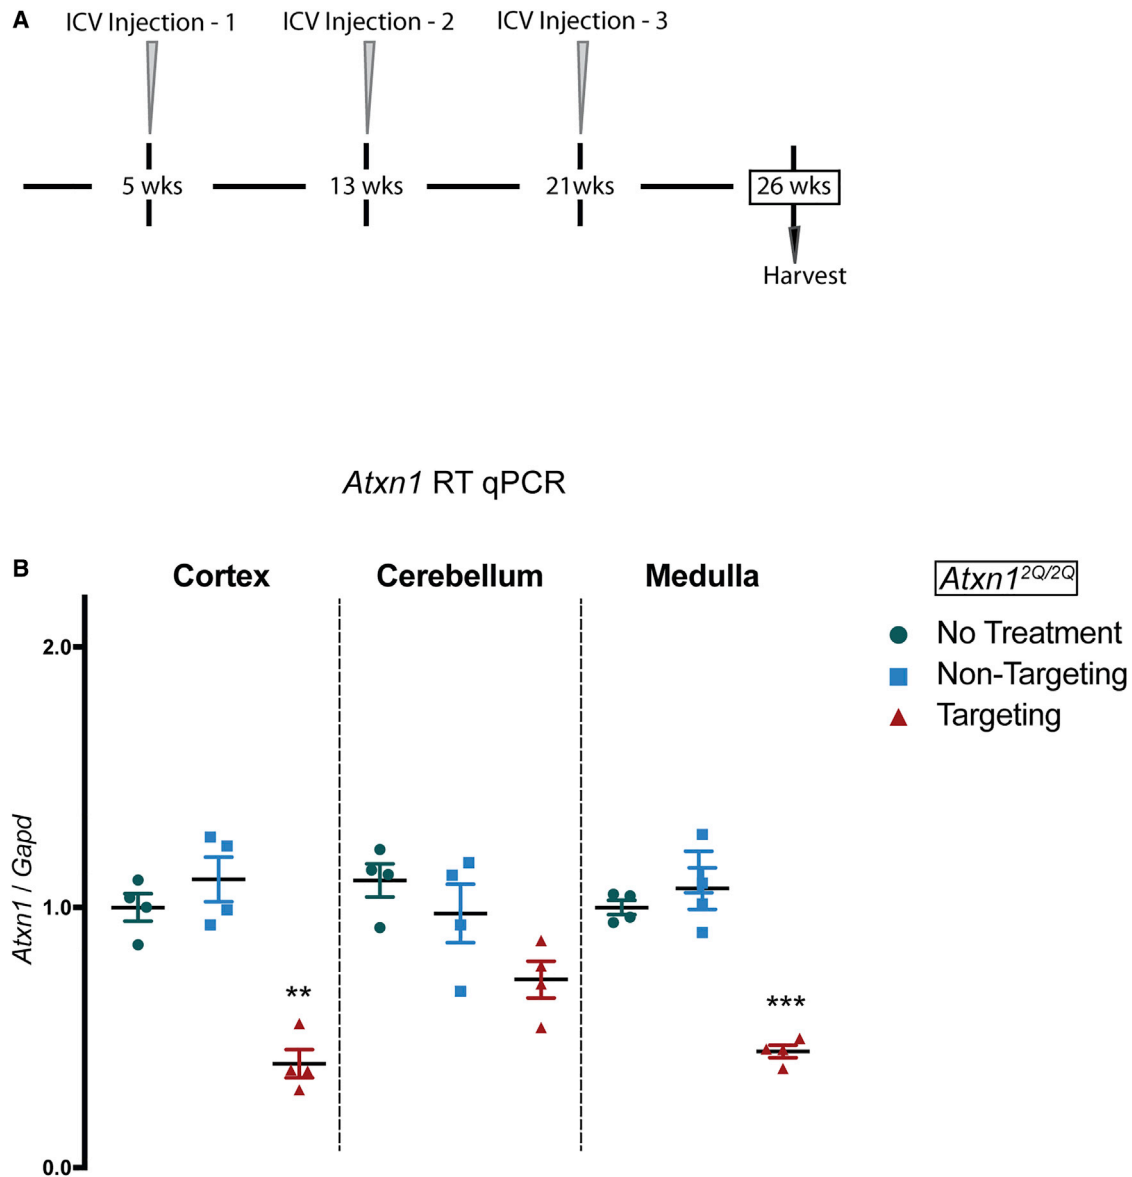 A
ICV Injection - 1
ICV Injection - 2
ICV Injection - 3
5 wks
13 wks
21wks
26 wks
Harvest
Atxn1 RT qPCR
B
Cortex
Cerebellum
Medulla
Atxn1 2Q/2Q
No Treatment
Non-Targeting
Targeting
2.0
1.0
0.0
Atxn1 / Gapd
**
***